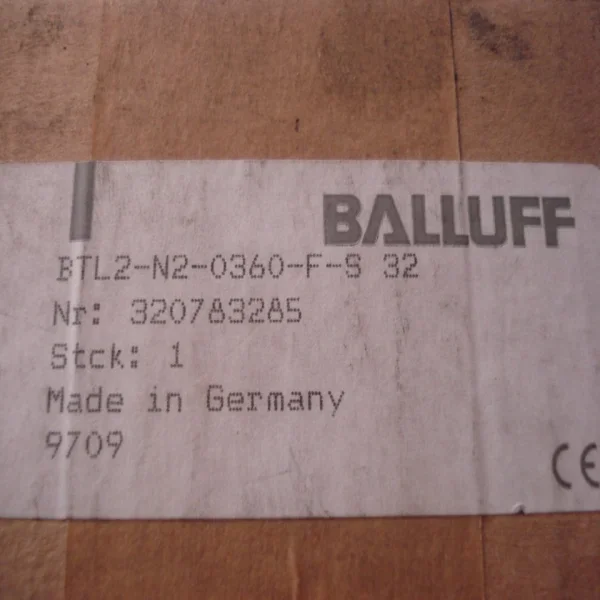 BALLUFF
BTL2-N2-0360-F-S 32
Nr: 320783285
Stck: 1
Made in Germany
9709
CE